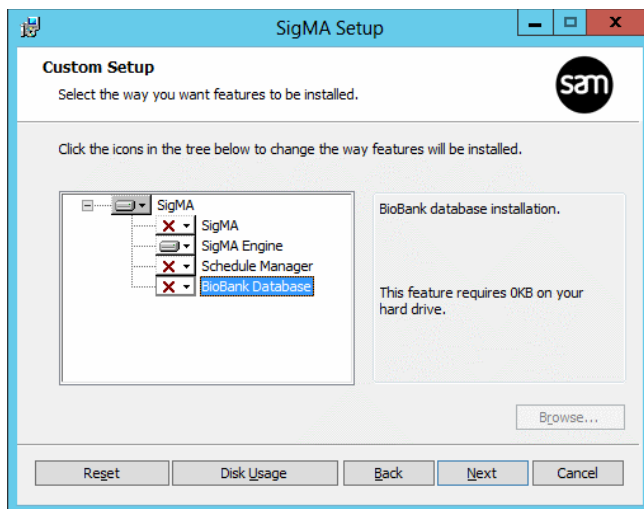 SigMA Setup
Custom Setup
Select the way you want features to be installed.
sam
Click the icons in the tree below to change the way features will be installed.
SigMA
SigMA
SigMA Engine
Schedule Manager
BioBank Database
BioBank database installation.
This feature requires 0KB on your
hard drive.
Browse...
Reset
Disk Usage
Back
Next
Cancel